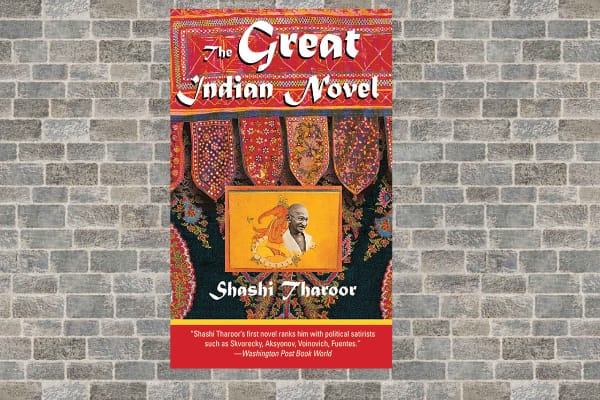 The Great
Indian Novel
Shashi Tharoor
"Shashi Tharoor's first novel ranks him with political satirists
such as Skvorecky, Aksyonov, Voinovich, Fuentes."
—Washington Post Book World